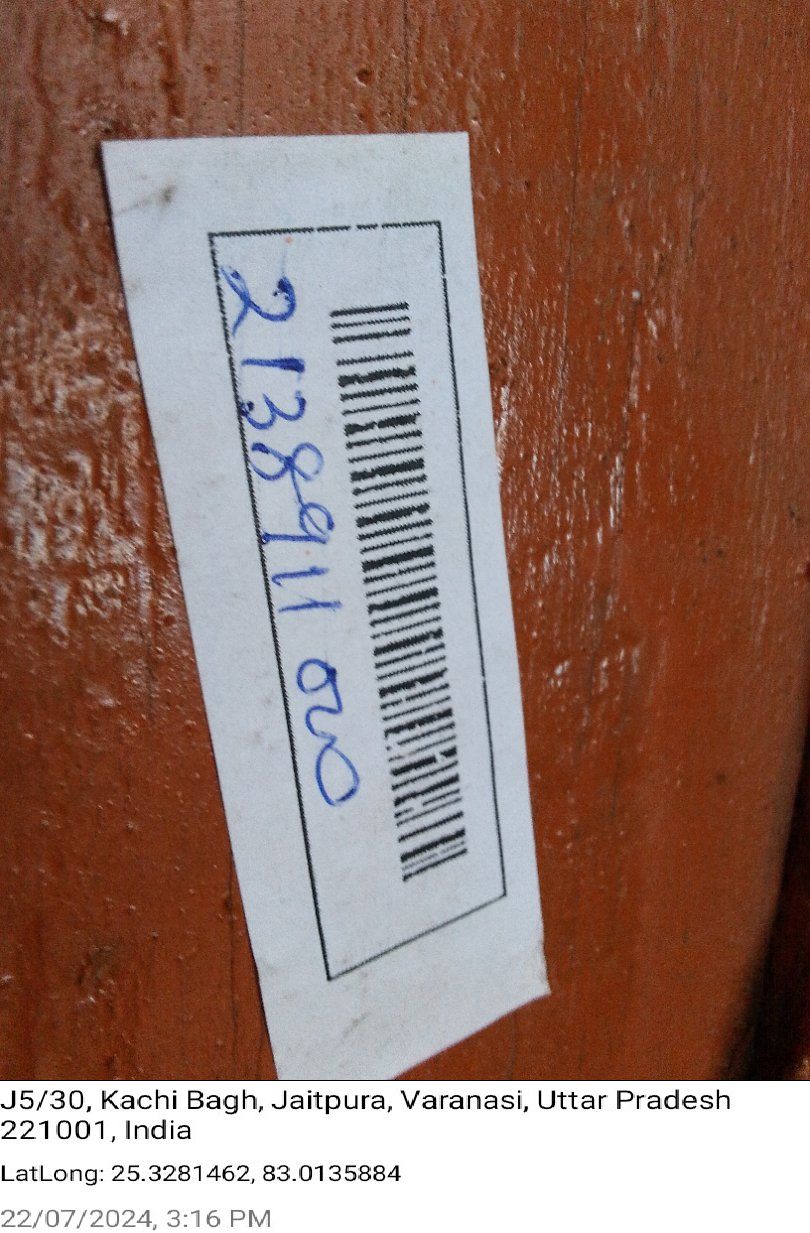 2138911000
J5/30, Kachi Bagh, Jaitpura, Varanasi, Uttar Pradesh
221001, India
LatLong: 25.3281462, 83.0135884
22/07/2024, 3:16 PM